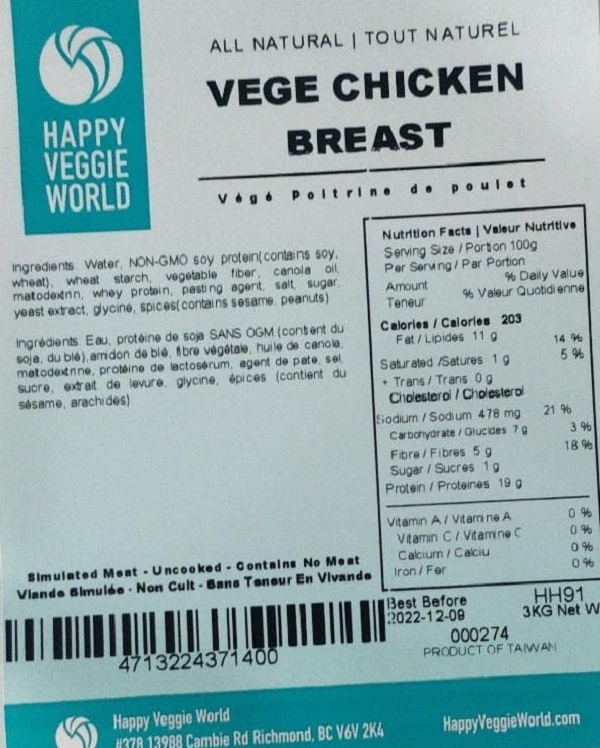 ALL NATURAL | TOUT NATUREL
VEGE CHICKEN
BREAST
Végé Poitrine de poulet
HAPPY
VEGGIE
WORLD
Ingredients Water, NON-GMO soy protein(contains soy,
wheat), wheat starch, vegetable fiber, canola oil,
matodextrin, whey protein, pasting agent, salt, sugar,
yeast extract, glycine, spices(contains sesame, peanuts)
Ingrédients: Eau, protéine de soja SANS OGM (contient du
soja, du blé),amidon de blé, fibre végétale, huile de canola,
matodextrine, protéine de lactosérum, agent de pate, sel,
sucre, extrait de levure, glycine, épices (contient du
sésame, arachides)
Nutrition Facts | Valeur Nutritive
Serving Size / Portion 100g
Per Serving / Par Portion
Amount % Daily Value
Teneur % Valeur Quotidienne
Calories / Calories 203
Fat / Lipides 11 g 14 %
Saturated /Satures 1 g 5 %
+ Trans / Trans 0 g
Cholesterol / Cholesterol
Sodium / Sodium 478 mg 21 %
Carbohydrate / Glucides 7 g 3 %
Fibre / Fibres 5 g 18 %
Sugar / Sucres 1 g
Protein / Proteines 19 g
Vitamin A / Vitamine A 0 %
Vitamin C / Vitamine C 0 %
Calcium / Calciu 0 %
Iron / Fer 0 %
Simulated Meat - Uncooked - Contains No Meat
Viande Simulée - Non Cuit - Sans Teneur En Vivande
4713224371400
Best Before
2022-12-09
HH91
3KG Net W
000274
PRODUCT OF TAIWAN
Happy Veggie World
#378 13988 Cambie Rd Richmond, BC V6V 2K4
HappyVeggieWorld.com